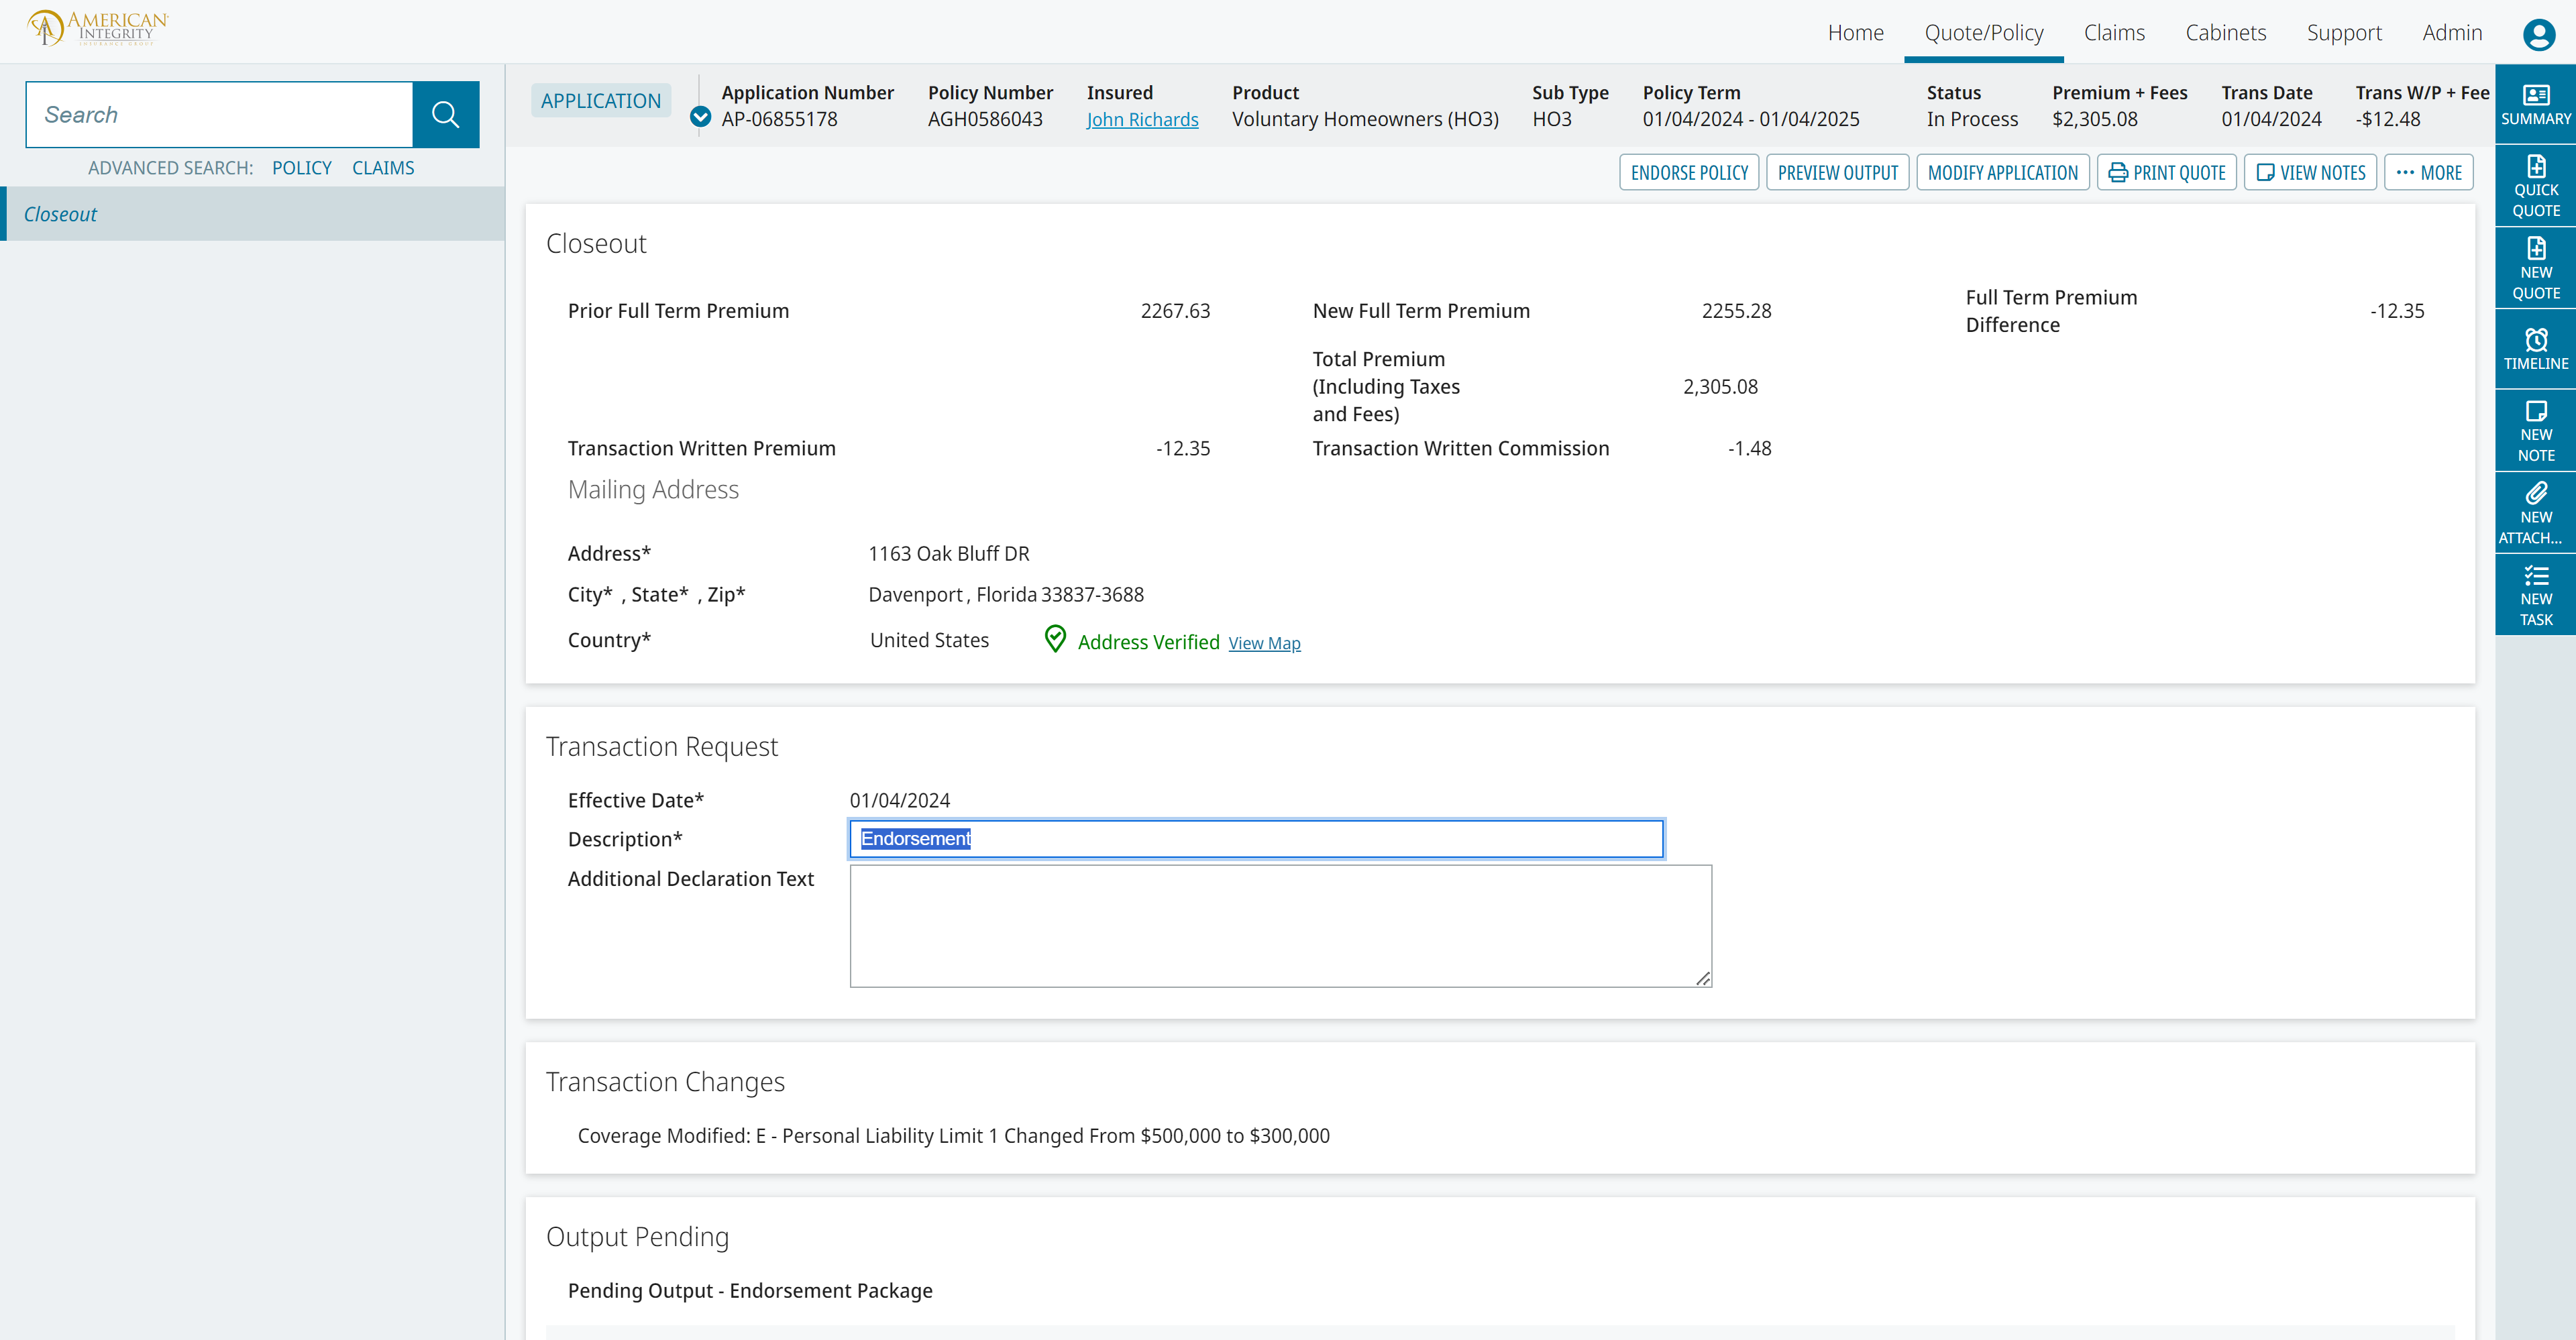 AMERICAN
INTEGRITY
INSURANCE GROUP
Home
Quote/Policy
Claims
Cabinets
Support
Admin
Search
ADVANCED SEARCH: POLICY CLAIMS
Closeout
APPLICATION
Application Number
AP-06855178
Policy Number
AGH0586043
Insured
John Richards
Product
Voluntary Homeowners (HO3)
Sub Type
HO3
Policy Term
01/04/2024 - 01/04/2025
Status
In Process
Premium + Fees
$2,305.08
Trans Date
01/04/2024
Trans W/P + Fee
-$12.48
ENDORSE POLICY
PREVIEW OUTPUT
MODIFY APPLICATION
PRINT QUOTE
VIEW NOTES
MORE
SUMMARY
QUICK
QUOTE
NEW
QUOTE
TIMELINE
NEW
NOTE
NEW
ATTACH...
NEW
TASK
Closeout
Prior Full Term Premium 2267.63
New Full Term Premium 2255.28
Full Term Premium
Difference
-12.35
Total Premium
(Including Taxes
and Fees)
2,305.08
Transaction Written Premium -12.35
Transaction Written Commission -1.48
Mailing Address
Address* 1163 Oak Bluff DR
City* , State* , Zip* Davenport , Florida 33837-3688
Country* United States Address Verified View Map
Transaction Request
Effective Date* 01/04/2024
Description* Endorsement
Additional Declaration Text
Transaction Changes
Coverage Modified: E - Personal Liability Limit 1 Changed From $500,000 to $300,000
Output Pending
Pending Output - Endorsement Package